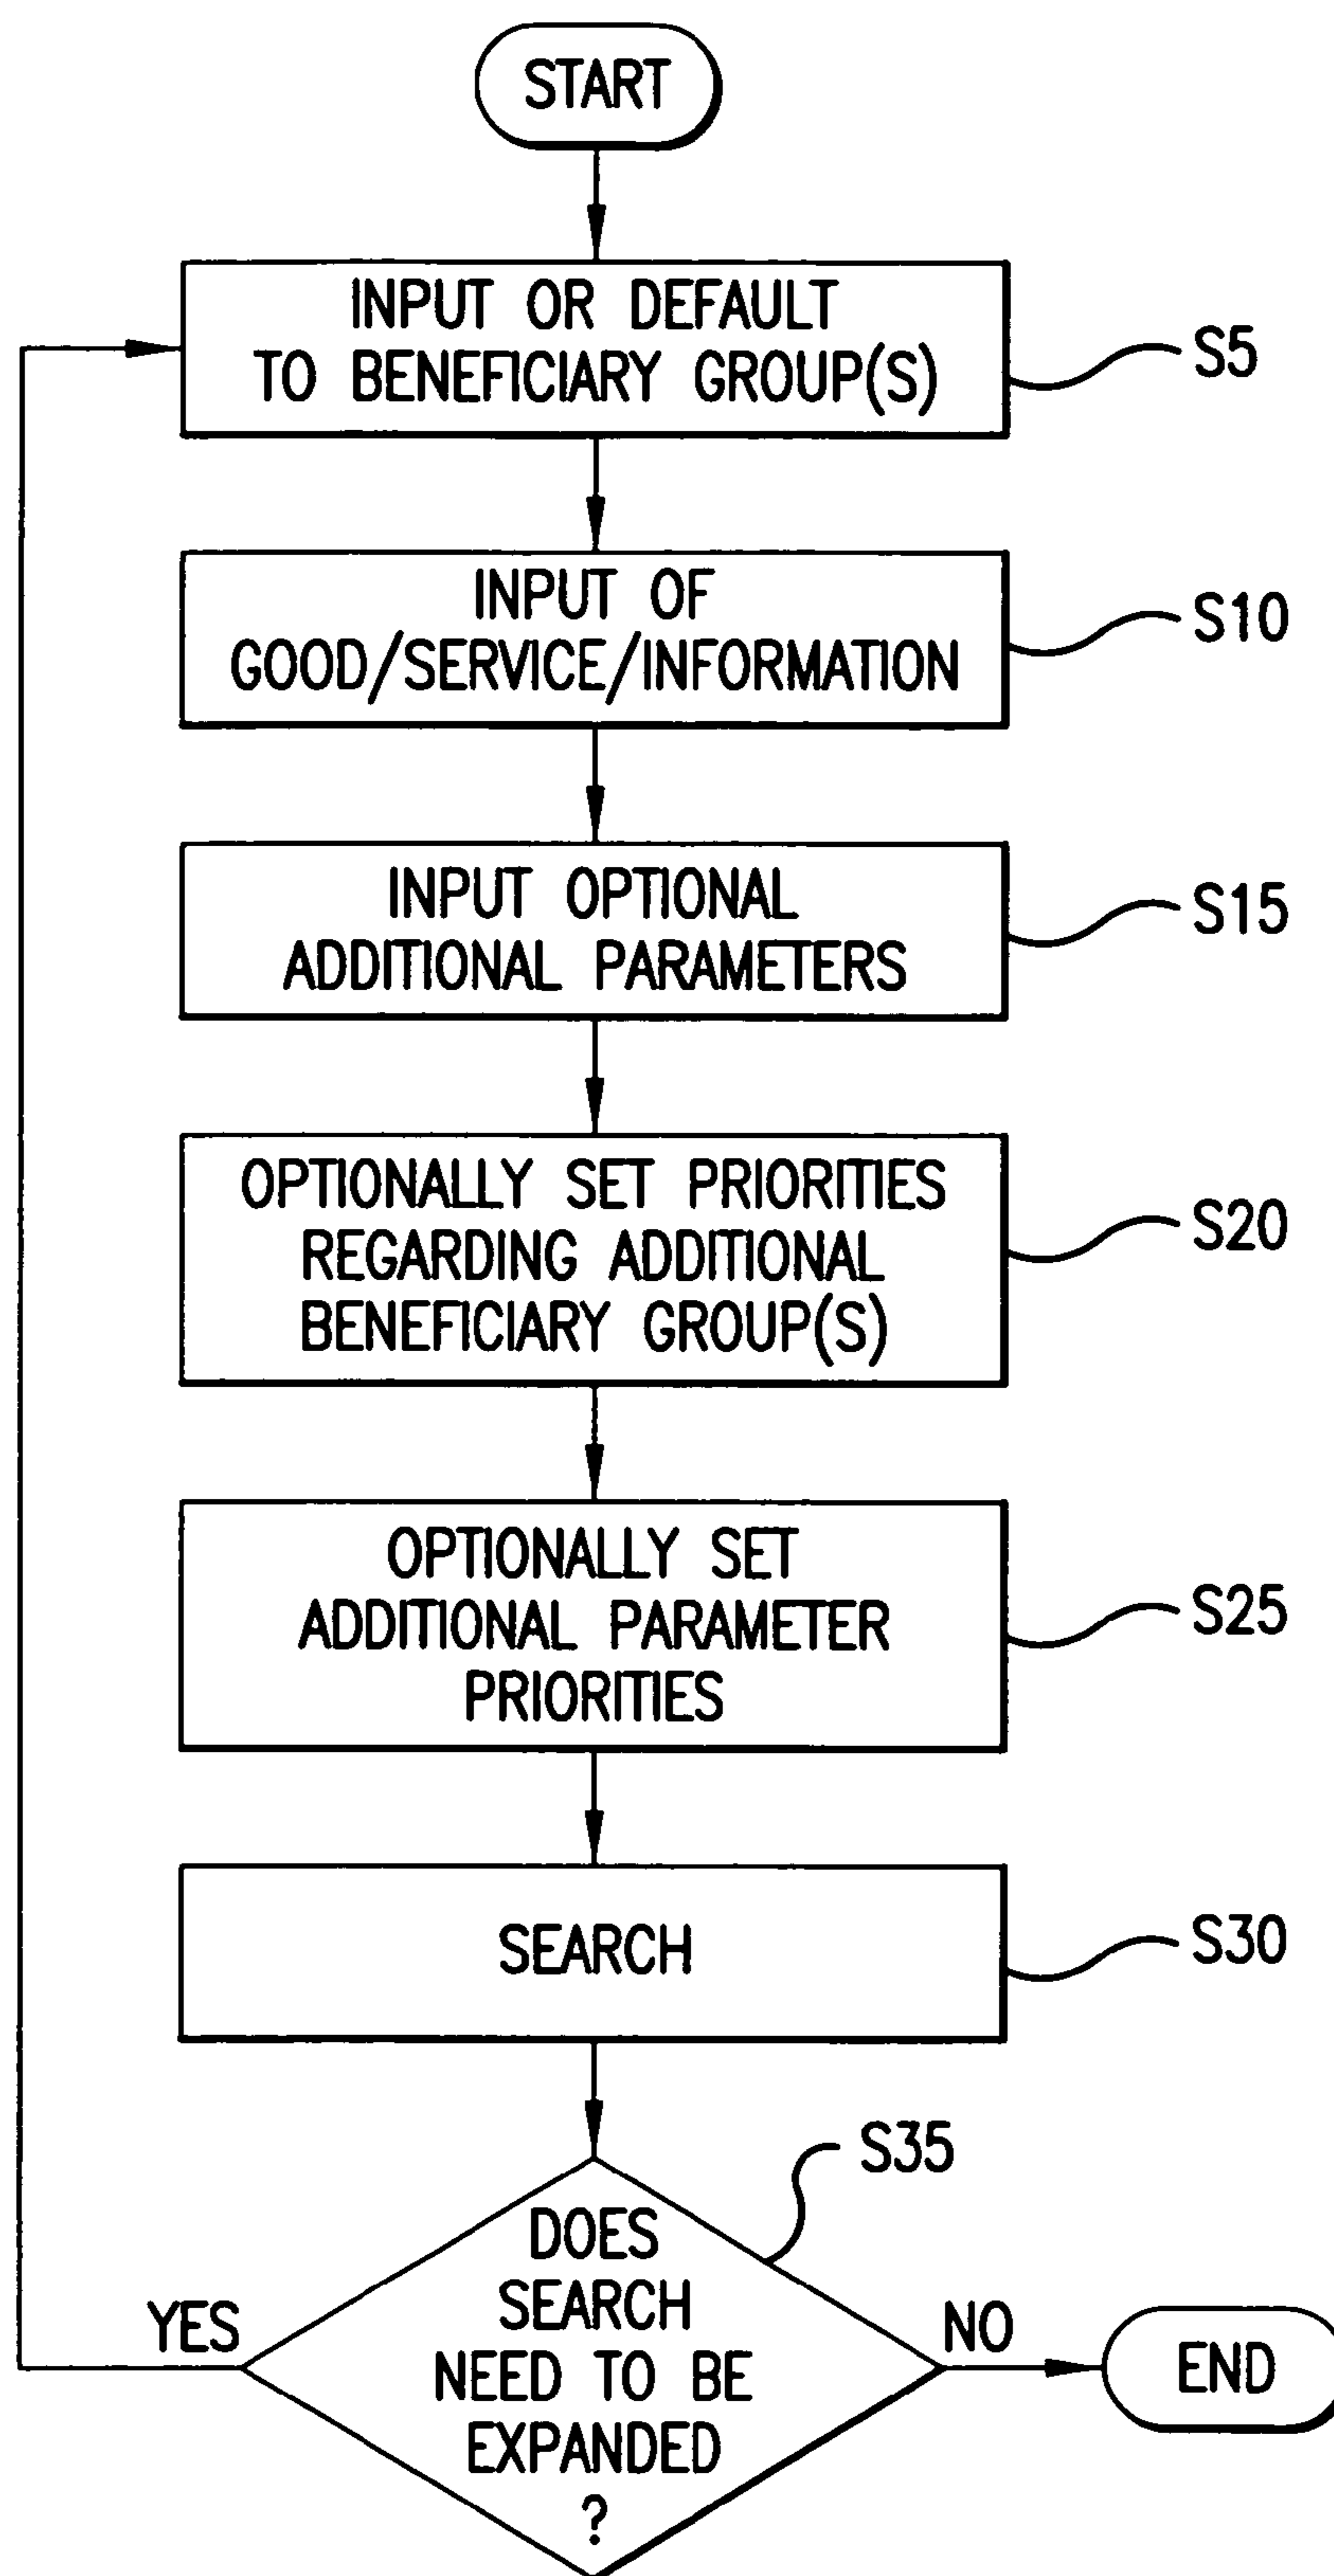 START
INPUT OR DEFAULT
TO BENEFICIARY GROUP(S)
S5
INPUT OF
GOOD/SERVICE/INFORMATION
S10
INPUT OPTIONAL
ADDITIONAL PARAMETERS
S15
OPTIONALLY SET PRIORITIES
REGARDING ADDITIONAL
BENEFICIARY GROUP(S)
S20
OPTIONALLY SET
ADDITIONAL PARAMETER
PRIORITIES
S25
SEARCH
S30
S35
DOES
SEARCH
NEED TO BE
EXPANDED
?
YES
NO
END